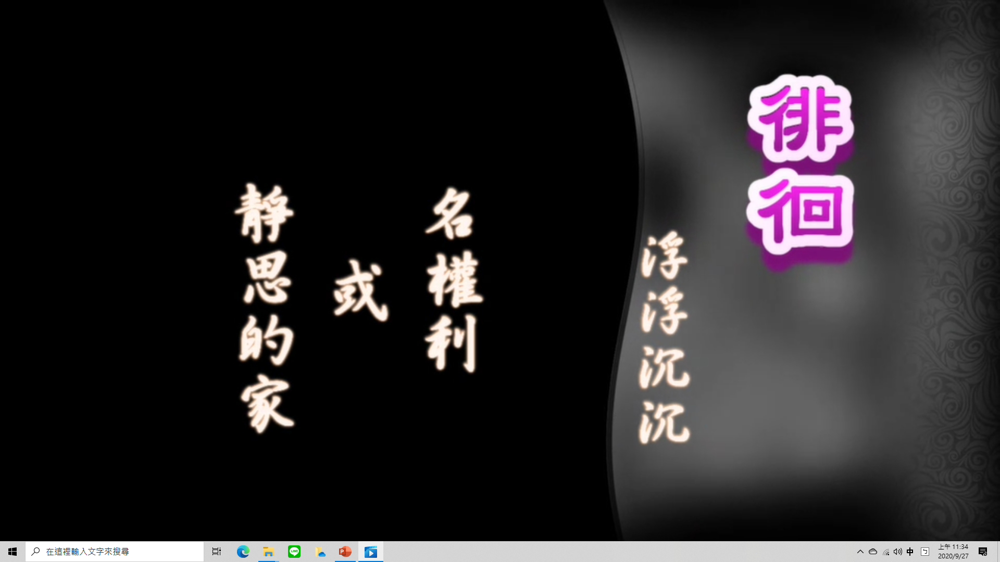 徘徊
浮浮沉沉
名權利
或
靜思的家
在這裡輸入文字來搜尋
LINE
P
中
ㄅ
上午 11:34
2020/9/27